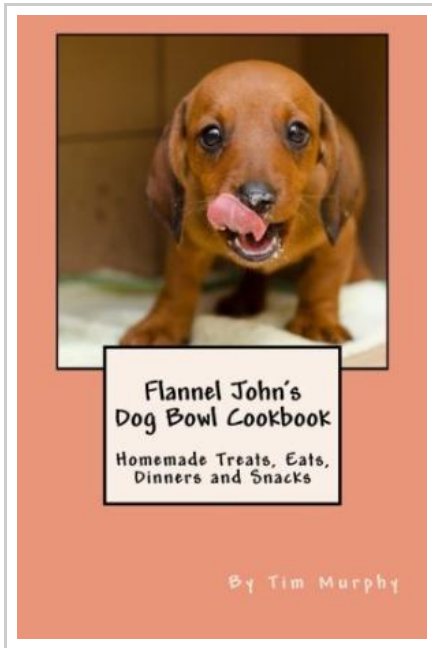 Flannel John's
Dog Bowl Cookbook
Homemade Treats, Eats,
Dinners and Snacks
By Tim Murphy